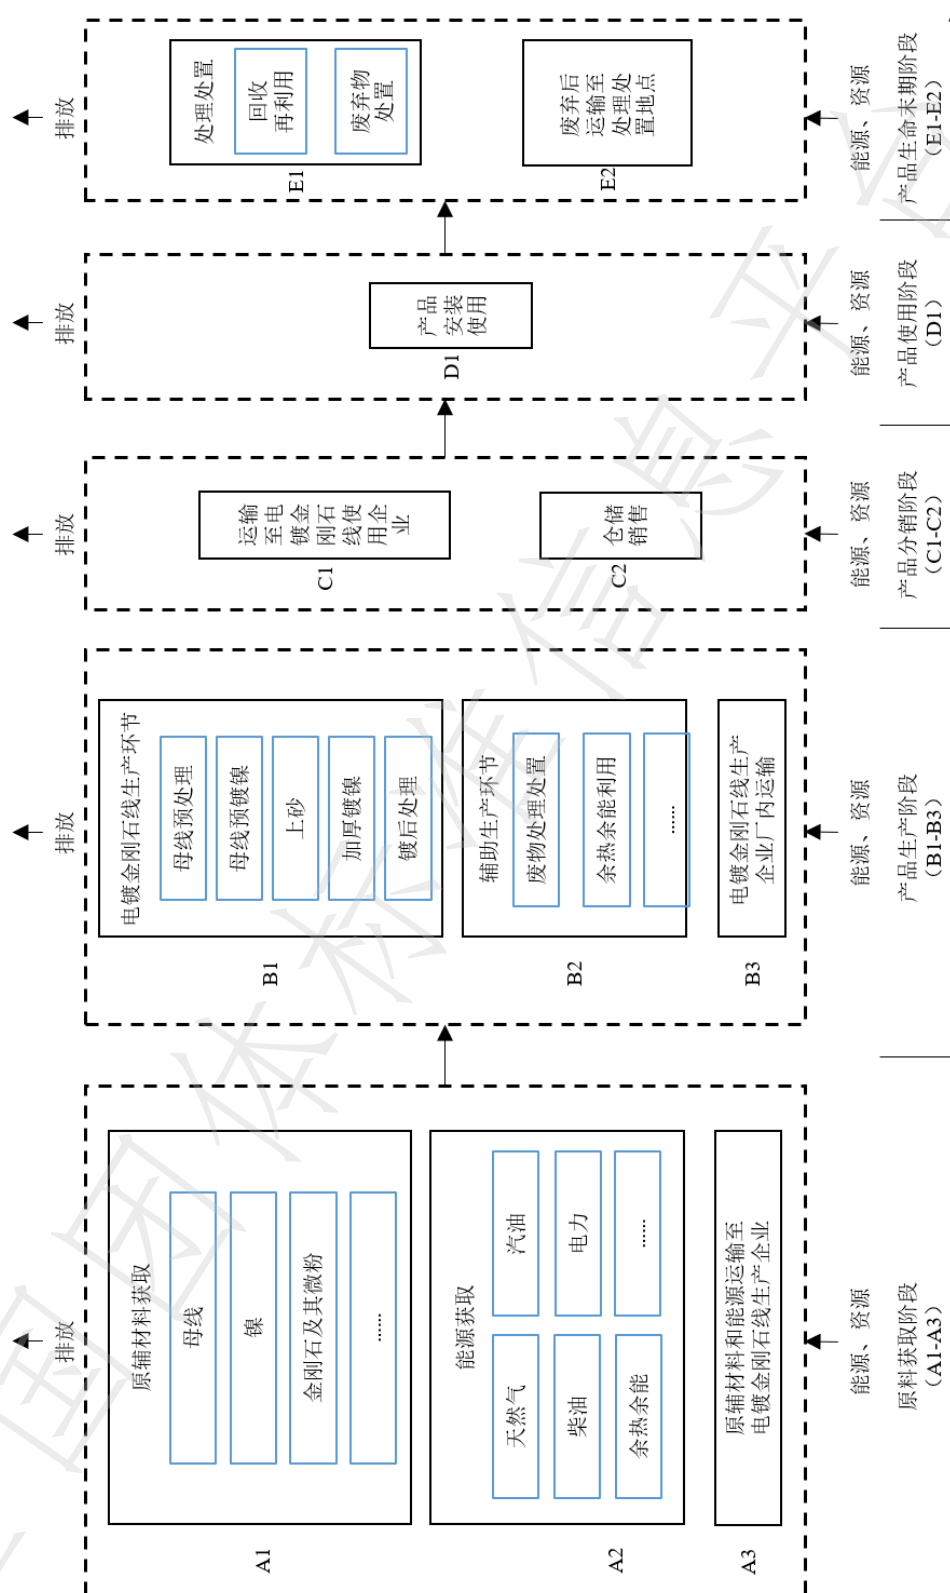 排放
排放
排放
排放
排放
A1
原辅材料获取
母线
镍
金刚石及其微粉
……
A2
能源获取
天然气
汽油
柴油
电力
余热余能
……
A3
原辅材料和能源运输至
电镀金刚石线生产企业
B1
电镀金刚石线生产环节
母线预处理
母线预镀镍
上砂
加厚镀镍
镀后处理
B2
辅助生产环节
废物处理处置
余热余能利用
……
B3
电镀金刚石线生产
企业厂内运输
C1
运输
至电
镀金
刚石
线使
用企
业
C2
仓储
销售
D1
产品
安装
使用
E1
处理处置
回收
再利用
废弃物
处置
E2
废弃后
运输至
处理处
置地点
能源、资源
能源、资源
能源、资源
能源、资源
能源、资源
原料获取阶段
（A1-A3）
产品生产阶段
（B1-B3）
产品分销阶段
（C1-C2）
产品使用阶段
（D1）
产品生命末期阶段
（E1-E2）
国团体标准信息平台